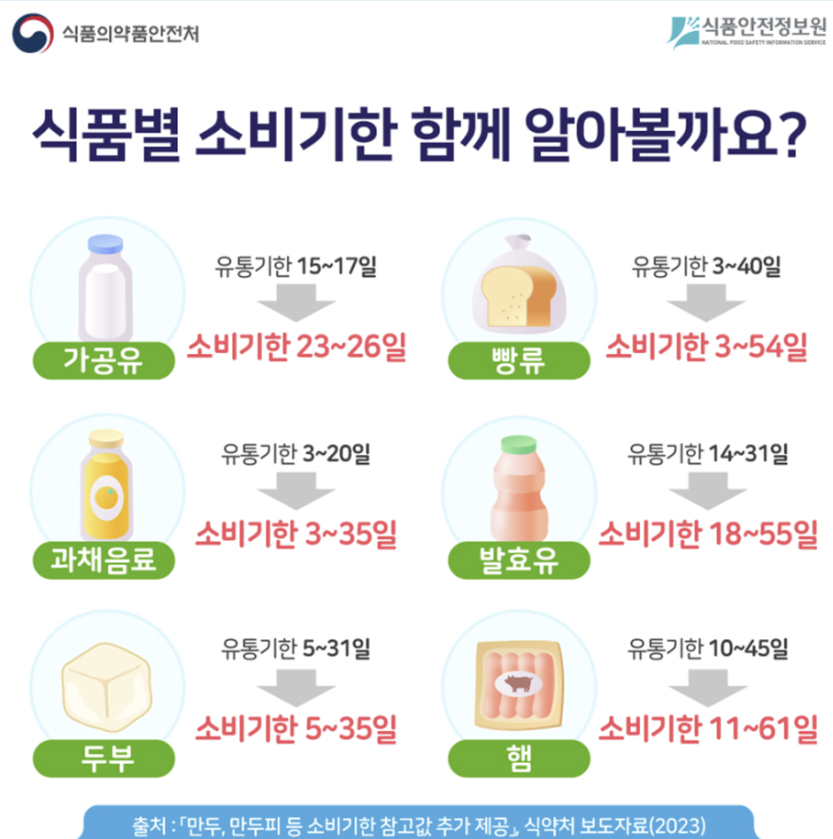 식품의약품안전처
식품안전정보원
NATIONAL FOOD SAFETY INFORMATION SERVICE
식품별 소비기한 함께 알아볼까요?
유통기한 15~17일
소비기한 23~26일
가공유
유통기한 3~40일
소비기한 3~54일
빵류
유통기한 3~20일
소비기한 3~35일
과채음료
유통기한 14~31일
소비기한 18~55일
발효유
유통기한 5~31일
소비기한 5~35일
두부
유통기한 10~45일
소비기한 11~61일
햄
출처 : 「만두, 만두피 등 소비기한 참고값 추가 제공」, 식약처 보도자료(2023)